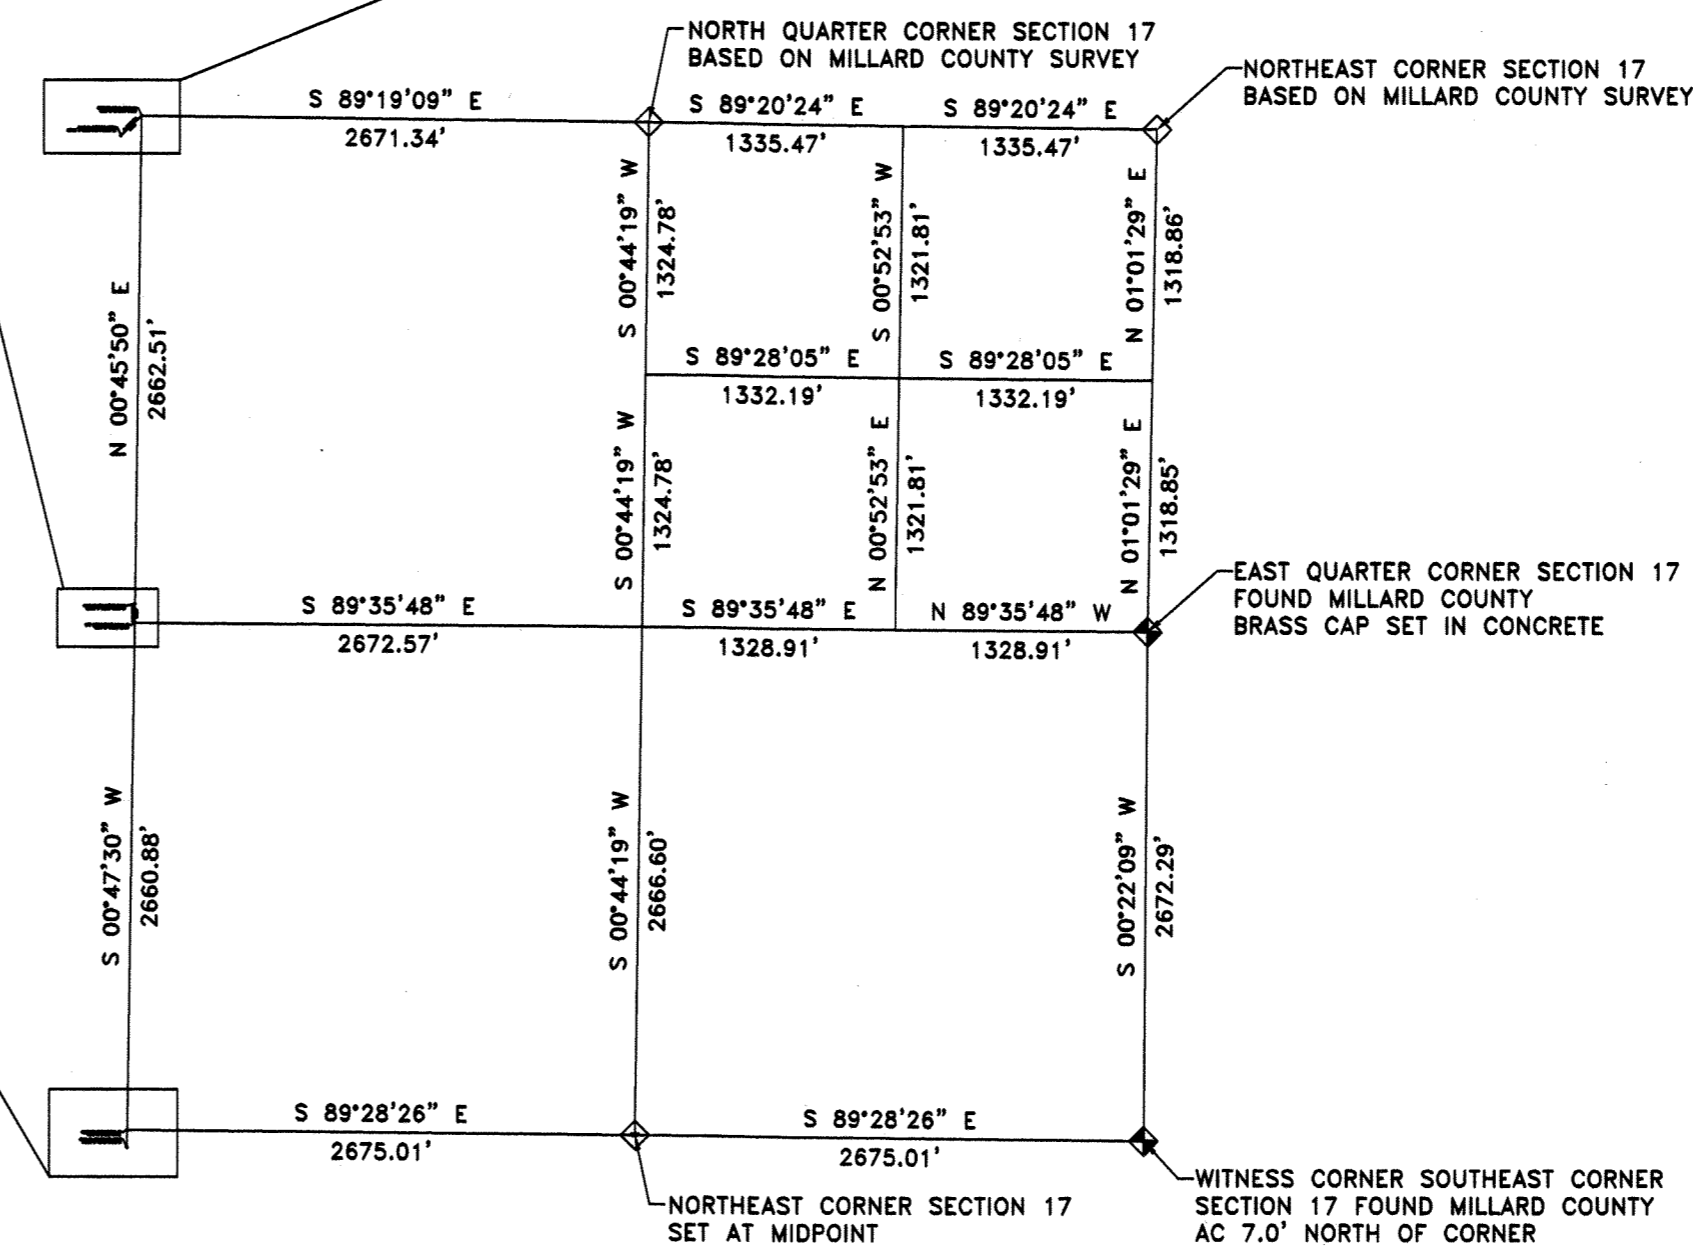 NORTH QUARTER CORNER SECTION 17
BASED ON MILLARD COUNTY SURVEY
NORTHEAST CORNER SECTION 17
BASED ON MILLARD COUNTY SURVEY
S 89°19'09" E
2671.34'
S 89°20'24" E
1335.47'
S 89°20'24" E
1335.47'
N 00°45'50" E
2662.51'
S 00°44'19" W
1324.78'
S 00°52'53" W
1321.81'
N 01°01'29" E
1318.86'
S 89°28'05" E
1332.19'
S 89°28'05" E
1332.19'
S 00°44'19" W
1324.78'
N 00°52'53" E
1321.81'
N 01°01'29" E
1318.85'
EAST QUARTER CORNER SECTION 17
FOUND MILLARD COUNTY
BRASS CAP SET IN CONCRETE
S 89°35'48" E
2672.57'
S 89°35'48" E
1328.91'
N 89°35'48" W
1328.91'
S 00°47'30" W
2660.88'
S 00°44'19" W
2666.60'
S 00°22'09" W
2672.29'
S 89°28'26" E
2675.01'
S 89°28'26" E
2675.01'
NORTHEAST CORNER SECTION 17
SET AT MIDPOINT
WITNESS CORNER SOUTHEAST CORNER
SECTION 17 FOUND MILLARD COUNTY
AC 7.0' NORTH OF CORNER